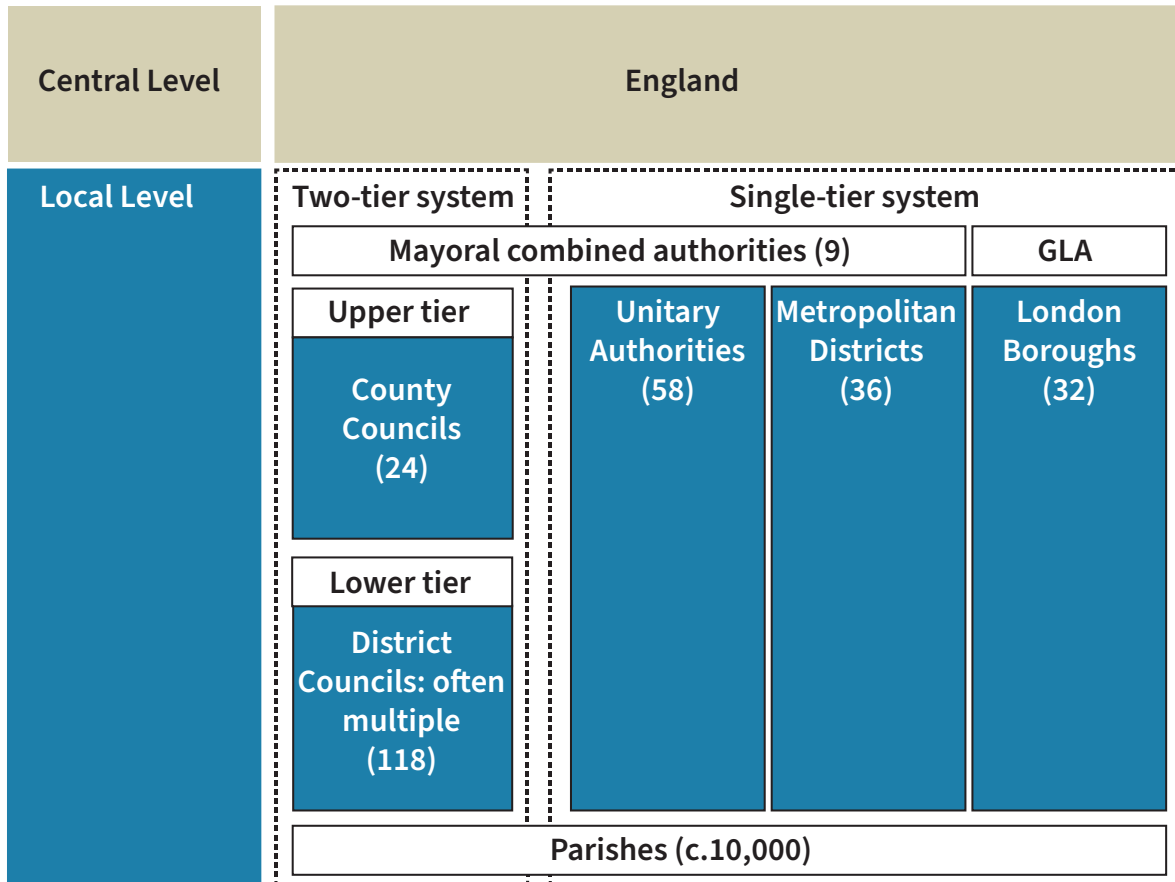 Central Level
England
Local Level
Two-tier system
Single-tier system
Mayoral combined authorities (9)
GLA
Upper tier
County
Councils
(24)
Lower tier
District
Councils: often
multiple
(118)
Unitary
Authorities
(58)
Metropolitan
Districts
(36)
London
Boroughs
(32)
Parishes (c.10,000)